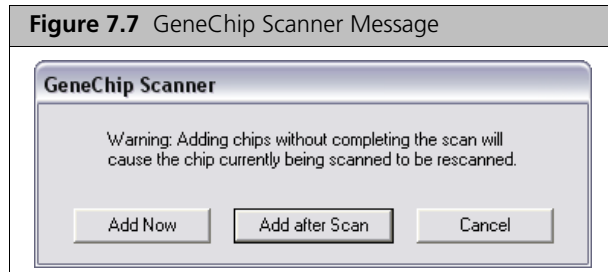 Figure 7.7 GeneChip Scanner Message
GeneChip Scanner
Warning: Adding chips without completing the scan will
cause the chip currently being scanned to be rescanned.
Add Now Add after Scan Cancel